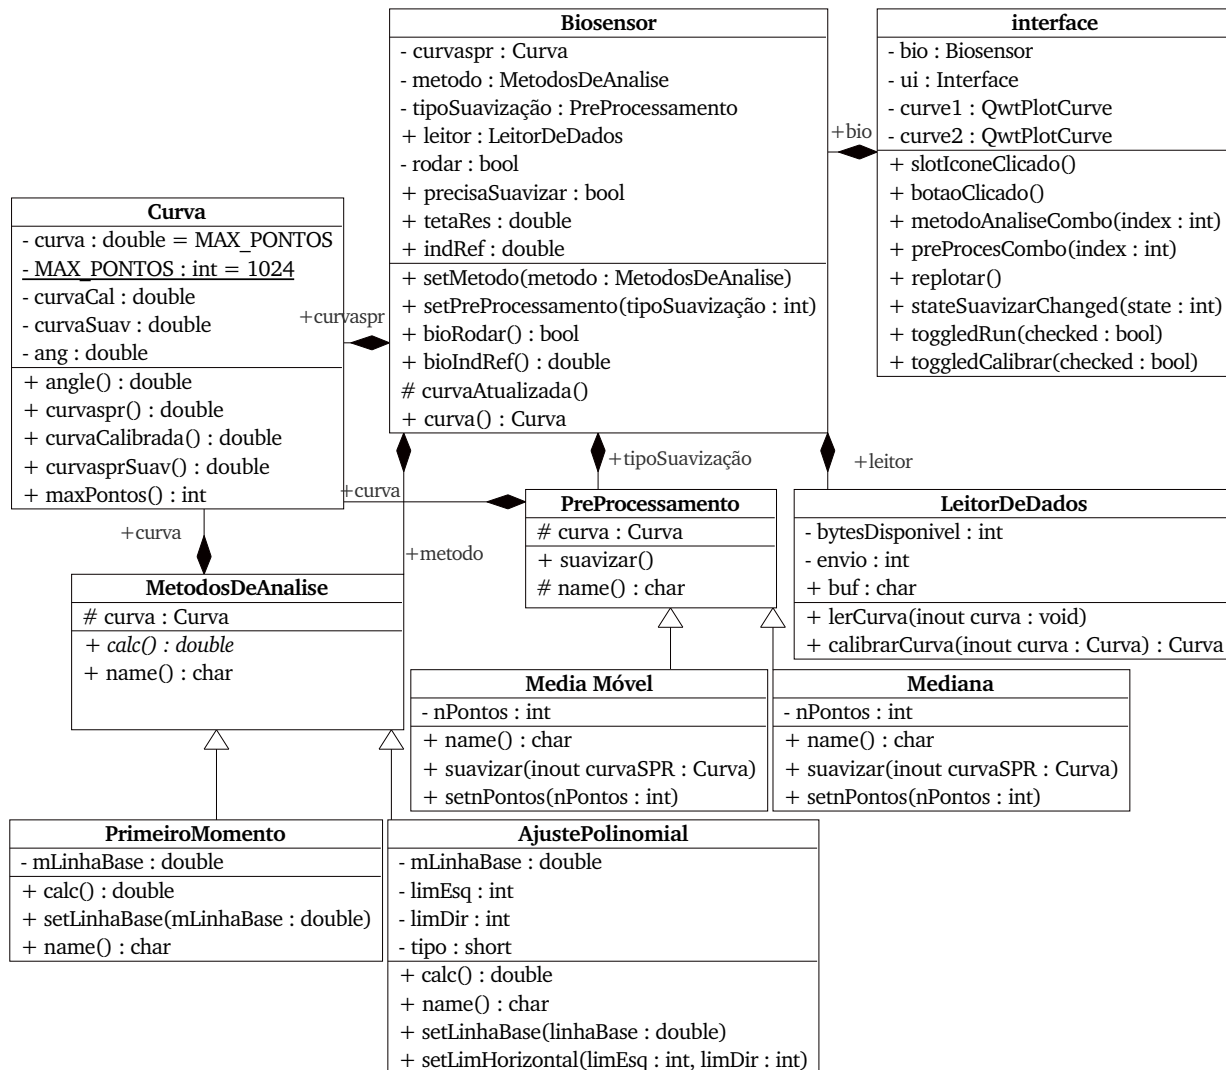 Biosensor
- curvaspr : Curva
- metodo : MetodosDeAnalise
- tipoSuavização : PreProcessamento
+ leitor : LeitorDeDados
- rodar : bool
+ precisaSuavizar : bool
+ tetaRes : double
+ indRef : double
+ setMetodo(metodo : MetodosDeAnalise)
+ setPreProcessamento(tipoSuavização : int)
+ bioRodar() : bool
+ bioIndRef() : double
# curvaAtualizada()
+ curva() : Curva
interface
- bio : Biosensor
- ui : Interface
- curve1 : QwtPlotCurve
- curve2 : QwtPlotCurve
+ slotIconeClicado()
+ botaoClicado()
+ metodoAnaliseCombo(index : int)
+ preProcesCombo(index : int)
+ replotar()
+ stateSuavizarChanged(state : int)
+ toggledRun(checked : bool)
+ toggledCalibrar(checked : bool)
+bio
Curva
- curva : double = MAX_PONTOS
- MAX_PONTOS : int = 1024
- curvaCal : double
- curvaSuav : double
- ang : double
+ angle() : double
+ curvaspr() : double
+ curvaCalibrada() : double
+ curvasprSuav() : double
+ maxPontos() : int
+curvaspr
+tipoSuavização
+leitor
+curva
+curva
+metodo
PreProcessamento
# curva : Curva
+ suavizar()
# name() : char
LeitorDeDados
- bytesDisponivel : int
- envio : int
+ buf : char
+ lerCurva(inout curva : void)
+ calibrarCurva(inout curva : Curva) : Curva
MetodosDeAnalise
# curva : Curva
+ calc() : double
+ name() : char
Media Móvel
- nPontos : int
+ name() : char
+ suavizar(inout curvaSPR : Curva)
+ setnPontos(nPontos : int)
Mediana
- nPontos : int
+ name() : char
+ suavizar(inout curvaSPR : Curva)
+ setnPontos(nPontos : int)
PrimeiroMomento
- mLinhaBase : double
+ calc() : double
+ setLinhaBase(mLinhaBase : double)
+ name() : char
AjustePolinomial
- mLinhaBase : double
- limEsq : int
- limDir : int
- tipo : short
+ calc() : double
+ name() : char
+ setLinhaBase(linhaBase : double)
+ setLimHorizontal(limEsq : int, limDir : int)